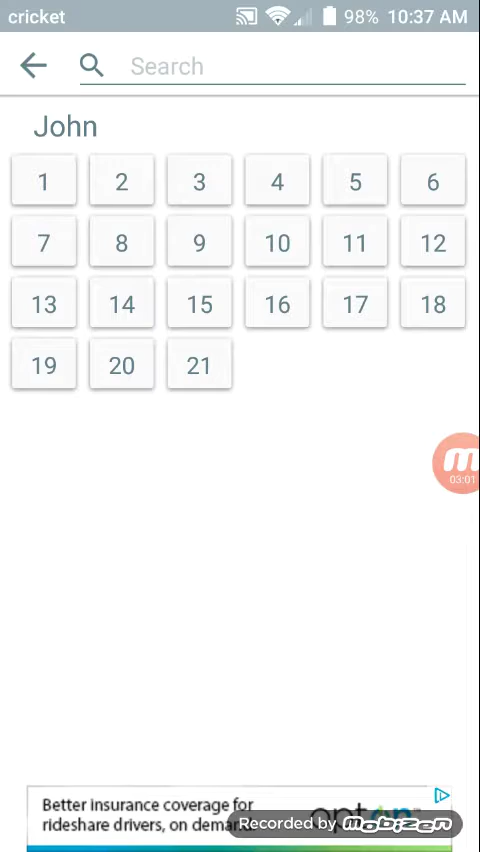 cricket 98% 10:37 AM
Search
John
1 2 3 4 5 6
7 8 9 10 11 12
13 14 15 16 17 18
19 20 21
03:01
Better insurance coverage for
rideshare drivers, on deman
Recorded by mobizen